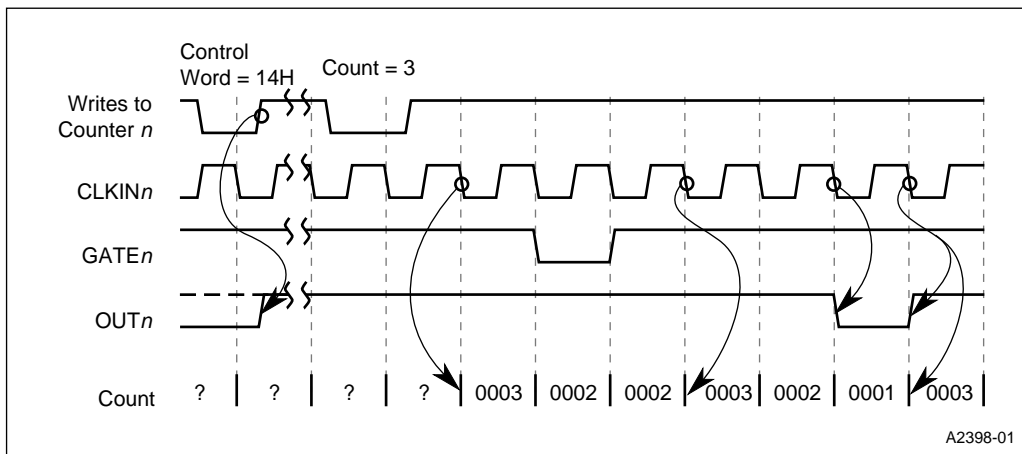 Control
Word = 14H
Count = 3
Writes to
Counter n
CLKINn
GATEn
OUTn
Count ? ? ? ? 0003 0002 0002 0003 0002 0001 0003
A2398-01